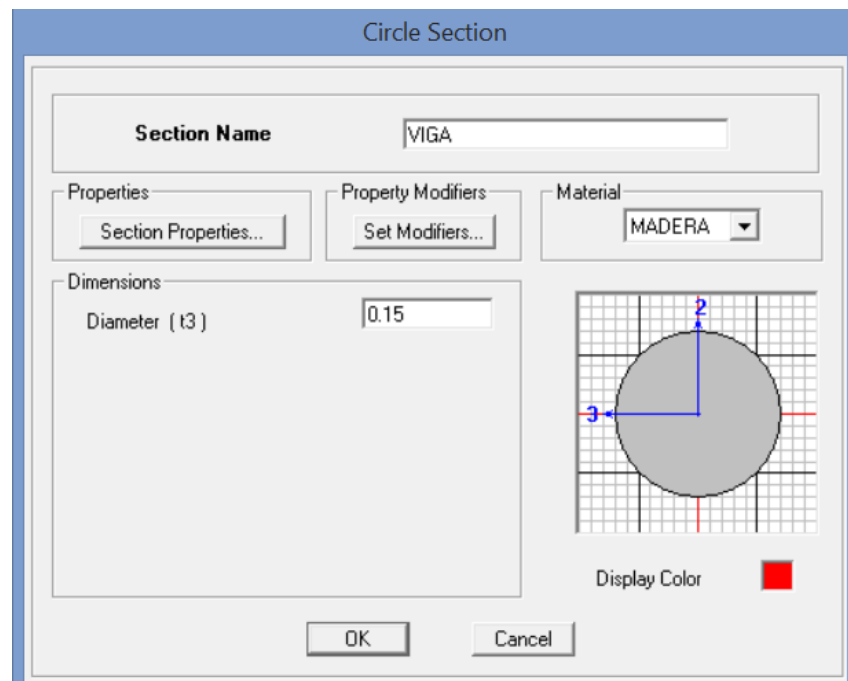 Circle Section
Section Name VIGA
Properties Property Modifiers Material
Section Properties... Set Modifiers... MADERA
Dimensions
Diameter ( t3 ) 0.15
2
3
Display Color
OK Cancel